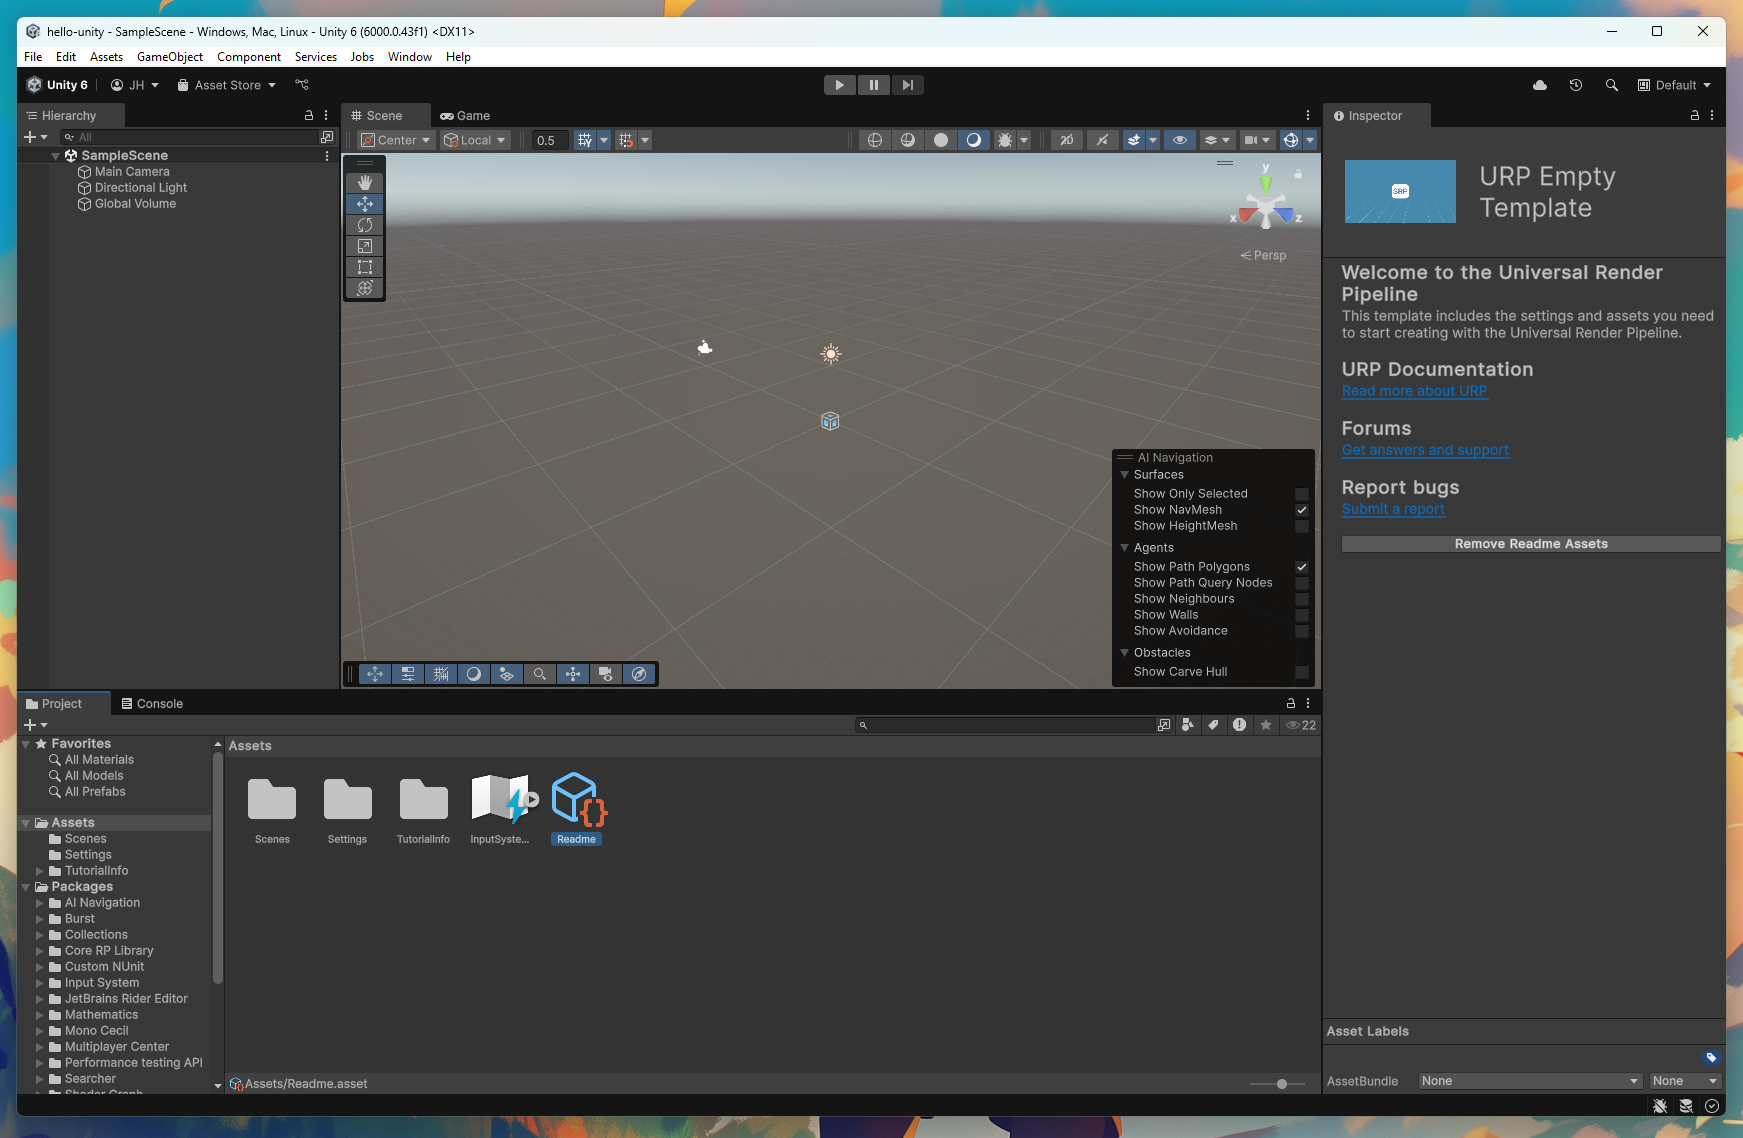 hello-unity - SampleScene - Windows, Mac, Linux - Unity 6 (6000.0.43f1) <DX11>
File Edit Assets GameObject Component Services Jobs Window Help
Unity 6 JH Asset Store Default
Hierarchy
All
SampleScene
Main Camera
Directional Light
Global Volume
Scene Game
Center Local 0.5 2D
y
x z
Persp
AI Navigation
Surfaces
Show Only Selected
Show NavMesh
Show HeightMesh
Agents
Show Path Polygons
Show Path Query Nodes
Show Neighbours
Show Walls
Show Avoidance
Obstacles
Show Carve Hull
Inspector
SRP
URP Empty
Template
Welcome to the Universal Render
Pipeline
This template includes the settings and assets you need
to start creating with the Universal Render Pipeline.
URP Documentation
Read more about URP
Forums
Get answers and support
Report bugs
Submit a report
Remove Readme Assets
Project Console
22
Favorites
All Materials
All Models
All Prefabs
Assets
Scenes
Settings
TutorialInfo
Packages
AI Navigation
Burst
Collections
Core RP Library
Custom NUnit
Input System
JetBrains Rider Editor
Mathematics
Mono Cecil
Multiplayer Center
Performance testing API
Searcher
Shader Graph
Assets
Scenes Settings TutorialInfo InputSyste... Readme
Assets/Readme.asset
Asset Labels
AssetBundle None None